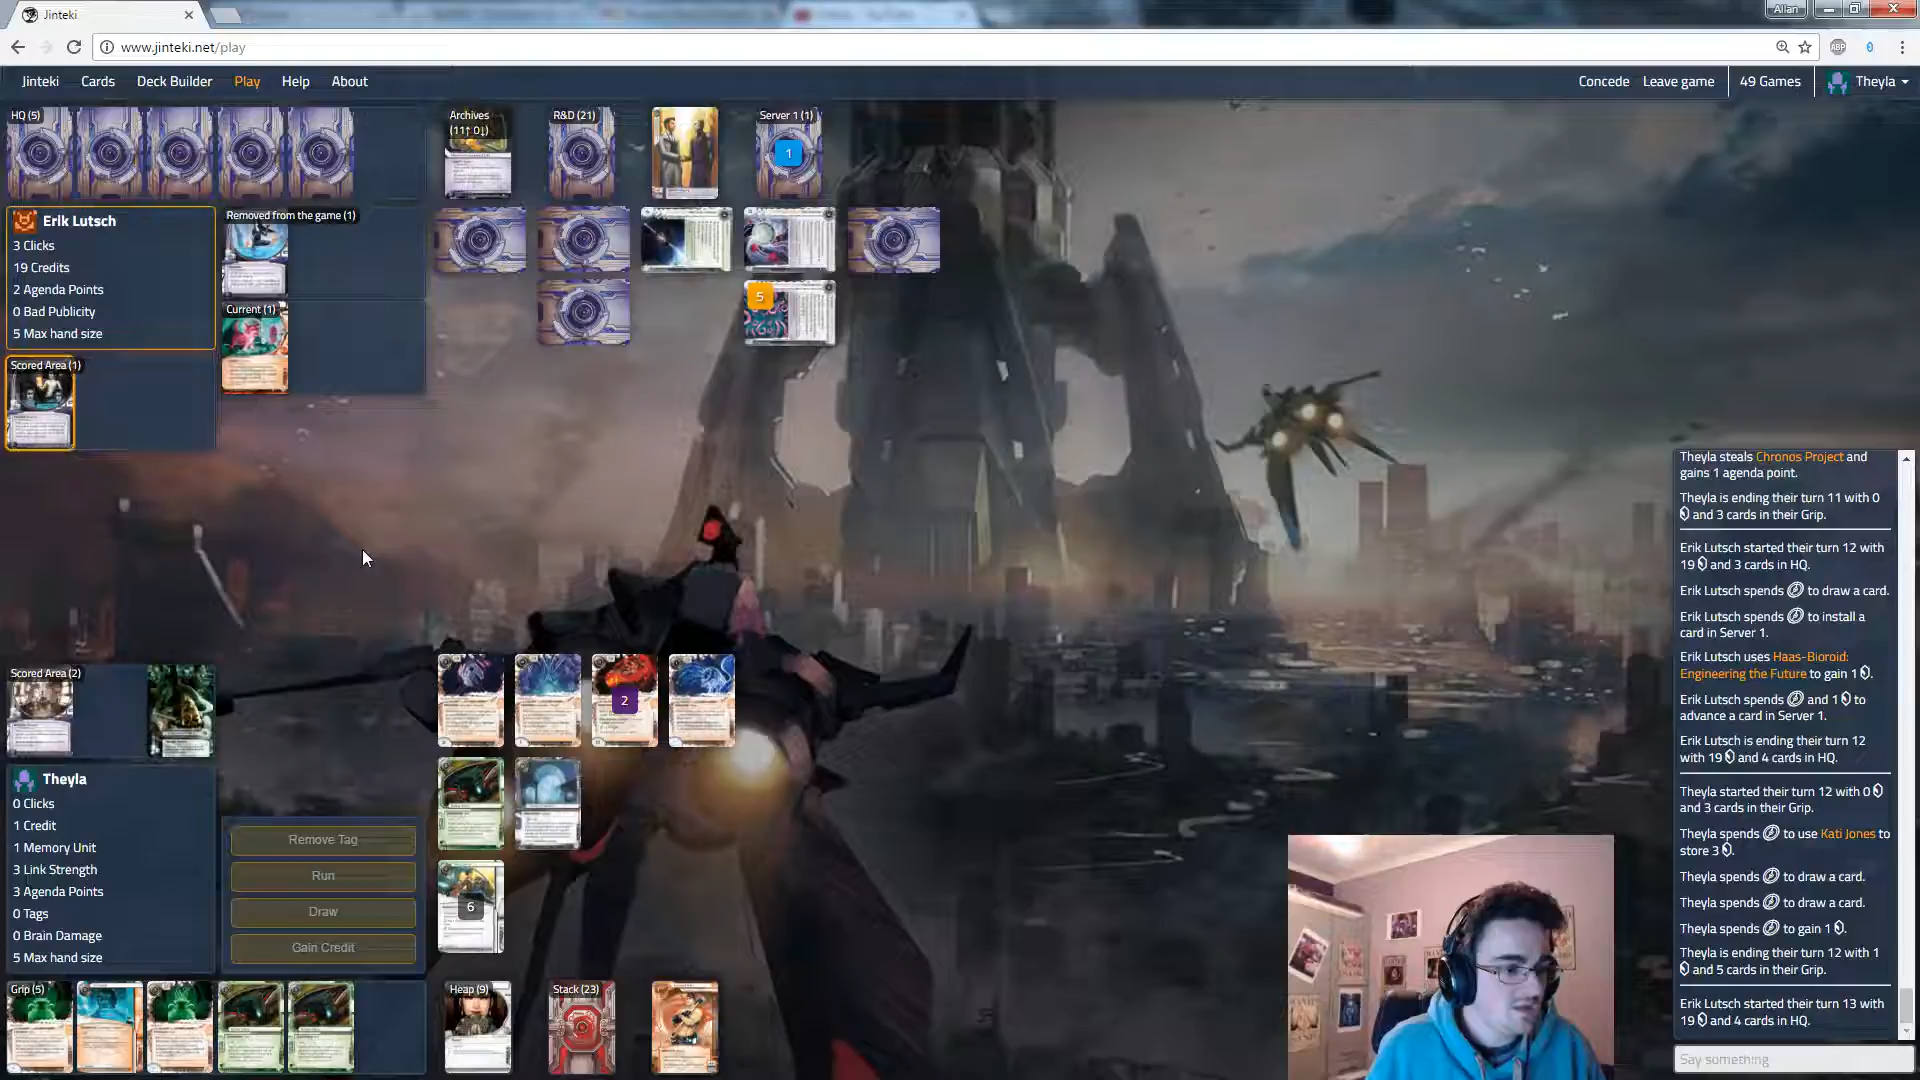 Jinteki
Allan
www.jinteki.net/play
ABP
Jinteki Cards Deck Builder Play Help About
Concede Leave game 49 Games Theyla
HQ (5)
Archives
(11↑ 0↓)
R&D (21)
Server 1 (1)
1
Erik Lutsch
3 Clicks
19 Credits
2 Agenda Points
0 Bad Publicity
5 Max hand size
Removed from the game (1)
Current (1)
5
Scored Area (1)
Scored Area (2)
2
6
Theyla
0 Clicks
1 Credit
1 Memory Unit
3 Link Strength
3 Agenda Points
0 Tags
0 Brain Damage
5 Max hand size
Remove Tag
Run
Draw
Gain Credit
Grip (5)
Heap (9)
Stack (23)
Theyla steals Chronos Project and
gains 1 agenda point.
Theyla is ending their turn 11 with 0
and 3 cards in their Grip.
Erik Lutsch started their turn 12 with
19 and 3 cards in HQ.
Erik Lutsch spends to draw a card.
Erik Lutsch spends to install a
card in Server 1.
Erik Lutsch uses Haas-Bioroid:
Engineering the Future to gain 1 .
Erik Lutsch spends and 1 to
advance a card in Server 1.
Erik Lutsch is ending their turn 12
with 19 and 4 cards in HQ.
Theyla started their turn 12 with 0
and 3 cards in their Grip.
Theyla spends to use Kati Jones to
store 3 .
Theyla spends to draw a card.
Theyla spends to draw a card.
Theyla spends to gain 1 .
Theyla is ending their turn 12 with 1
and 5 cards in their Grip.
Erik Lutsch started their turn 13 with
19 and 4 cards in HQ.
Say something